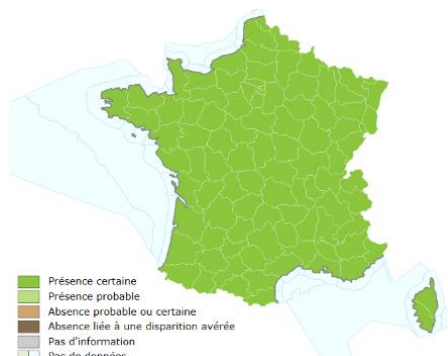 Présence certaine
Présence probable
Absence probable ou certaine
Absence liée à une disparition avérée
Pas d'information
Pas de données